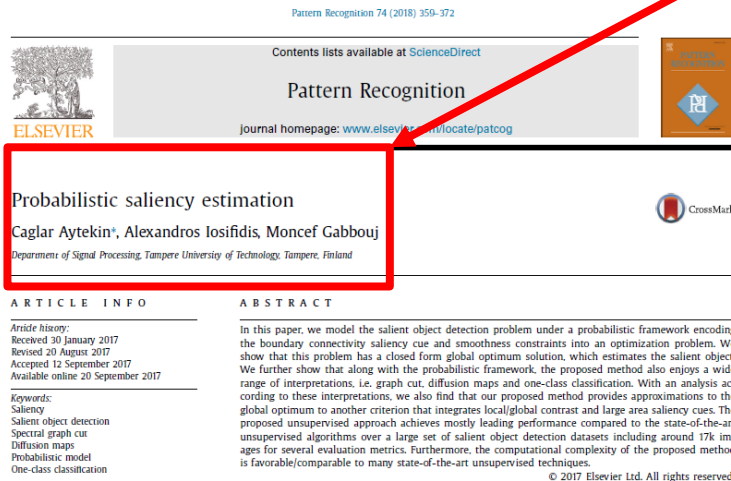 Pattern Recognition 74 (2018) 359–372
Contents lists available at ScienceDirect
Pattern Recognition
journal homepage: www.elsevier.com/locate/patcog
ELSEVIER
PATTERN RECOGNITION
Probabilistic saliency estimation
Caglar Aytekin*, Alexandros Iosifidis, Moncef Gabbouj
Department of Signal Processing, Tampere University of Technology, Tampere, Finland
CrossMark
ARTICLE INFO
Article history:
Received 30 January 2017
Revised 20 August 2017
Accepted 12 September 2017
Available online 20 September 2017
Keywords:
Saliency
Salient object detection
Spectral graph cut
Diffusion maps
Probabilistic model
One-class classification
ABSTRACT
In this paper, we model the salient object detection problem under a probabilistic framework encoding
the boundary connectivity saliency cue and smoothness constraints into an optimization problem. We
show that this problem has a closed form global optimum solution, which estimates the salient object.
We further show that along with the probabilistic framework, the proposed method also enjoys a wid
range of interpretations, i.e. graph cut, diffusion maps and one-class classification. With an analysis ac
cording to these interpretations, we also find that our proposed method provides approximations to the
global optimum to another criterion that integrates local/global contrast and large area saliency cues. The
proposed unsupervised approach achieves mostly leading performance compared to the state-of-the-art
unsupervised algorithms over a large set of salient object detection datasets including around 17k im
ages for several evaluation metrics. Furthermore, the computational complexity of the proposed method
is favorable/comparable to many state-of-the-art unsupervised techniques.
© 2017 Elsevier Ltd. All rights reserved